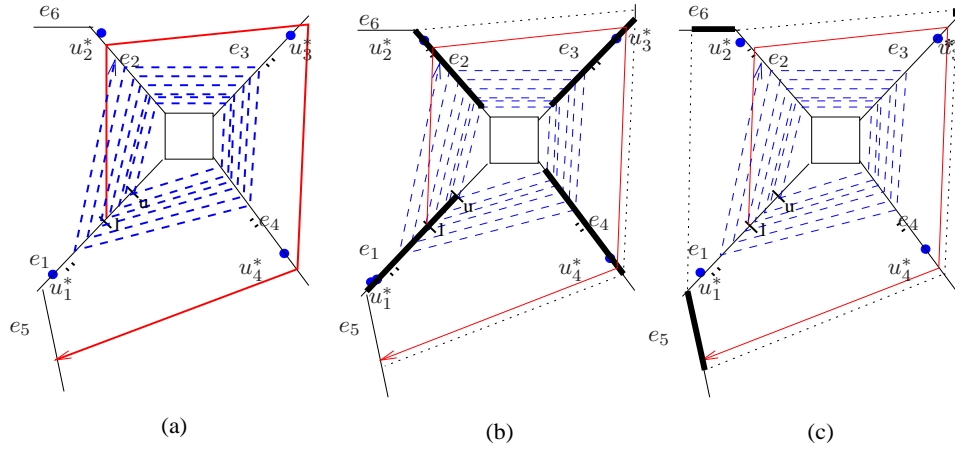 e₆
u₂*
e₂
e₃
u₃*
u
l
e₁
u₁*
e₄
u₄*
e₅
(a)
e₆
u₂*
e₂
e₃
u₃*
u
l
e₁
u₁*
e₄
u₄*
e₅
(b)
e₆
u₂*
e₂
e₃
u₃*
u
l
e₁
u₁*
e₄
u₄*
e₅
(c)